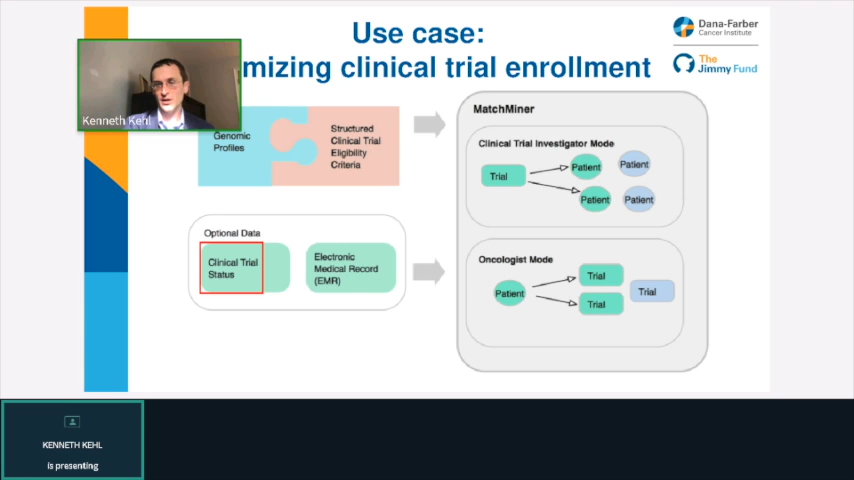 Use case:
mizing clinical trial enrollment
Dana-Farber
Cancer Institute
The
Jimmy Fund
Kenneth Kehl
Genomic
Profiles
Structured
Clinical Trial
Eligibility
Criteria
Optional Data
Clinical Trial
Status
Electronic
Medical Record
(EMR)
MatchMiner
Clinical Trial Investigator Mode
Trial
Patient
Patient
Patient
Patient
Oncologist Mode
Patient
Trial
Trial
Trial
KENNETH KEHL
is presenting